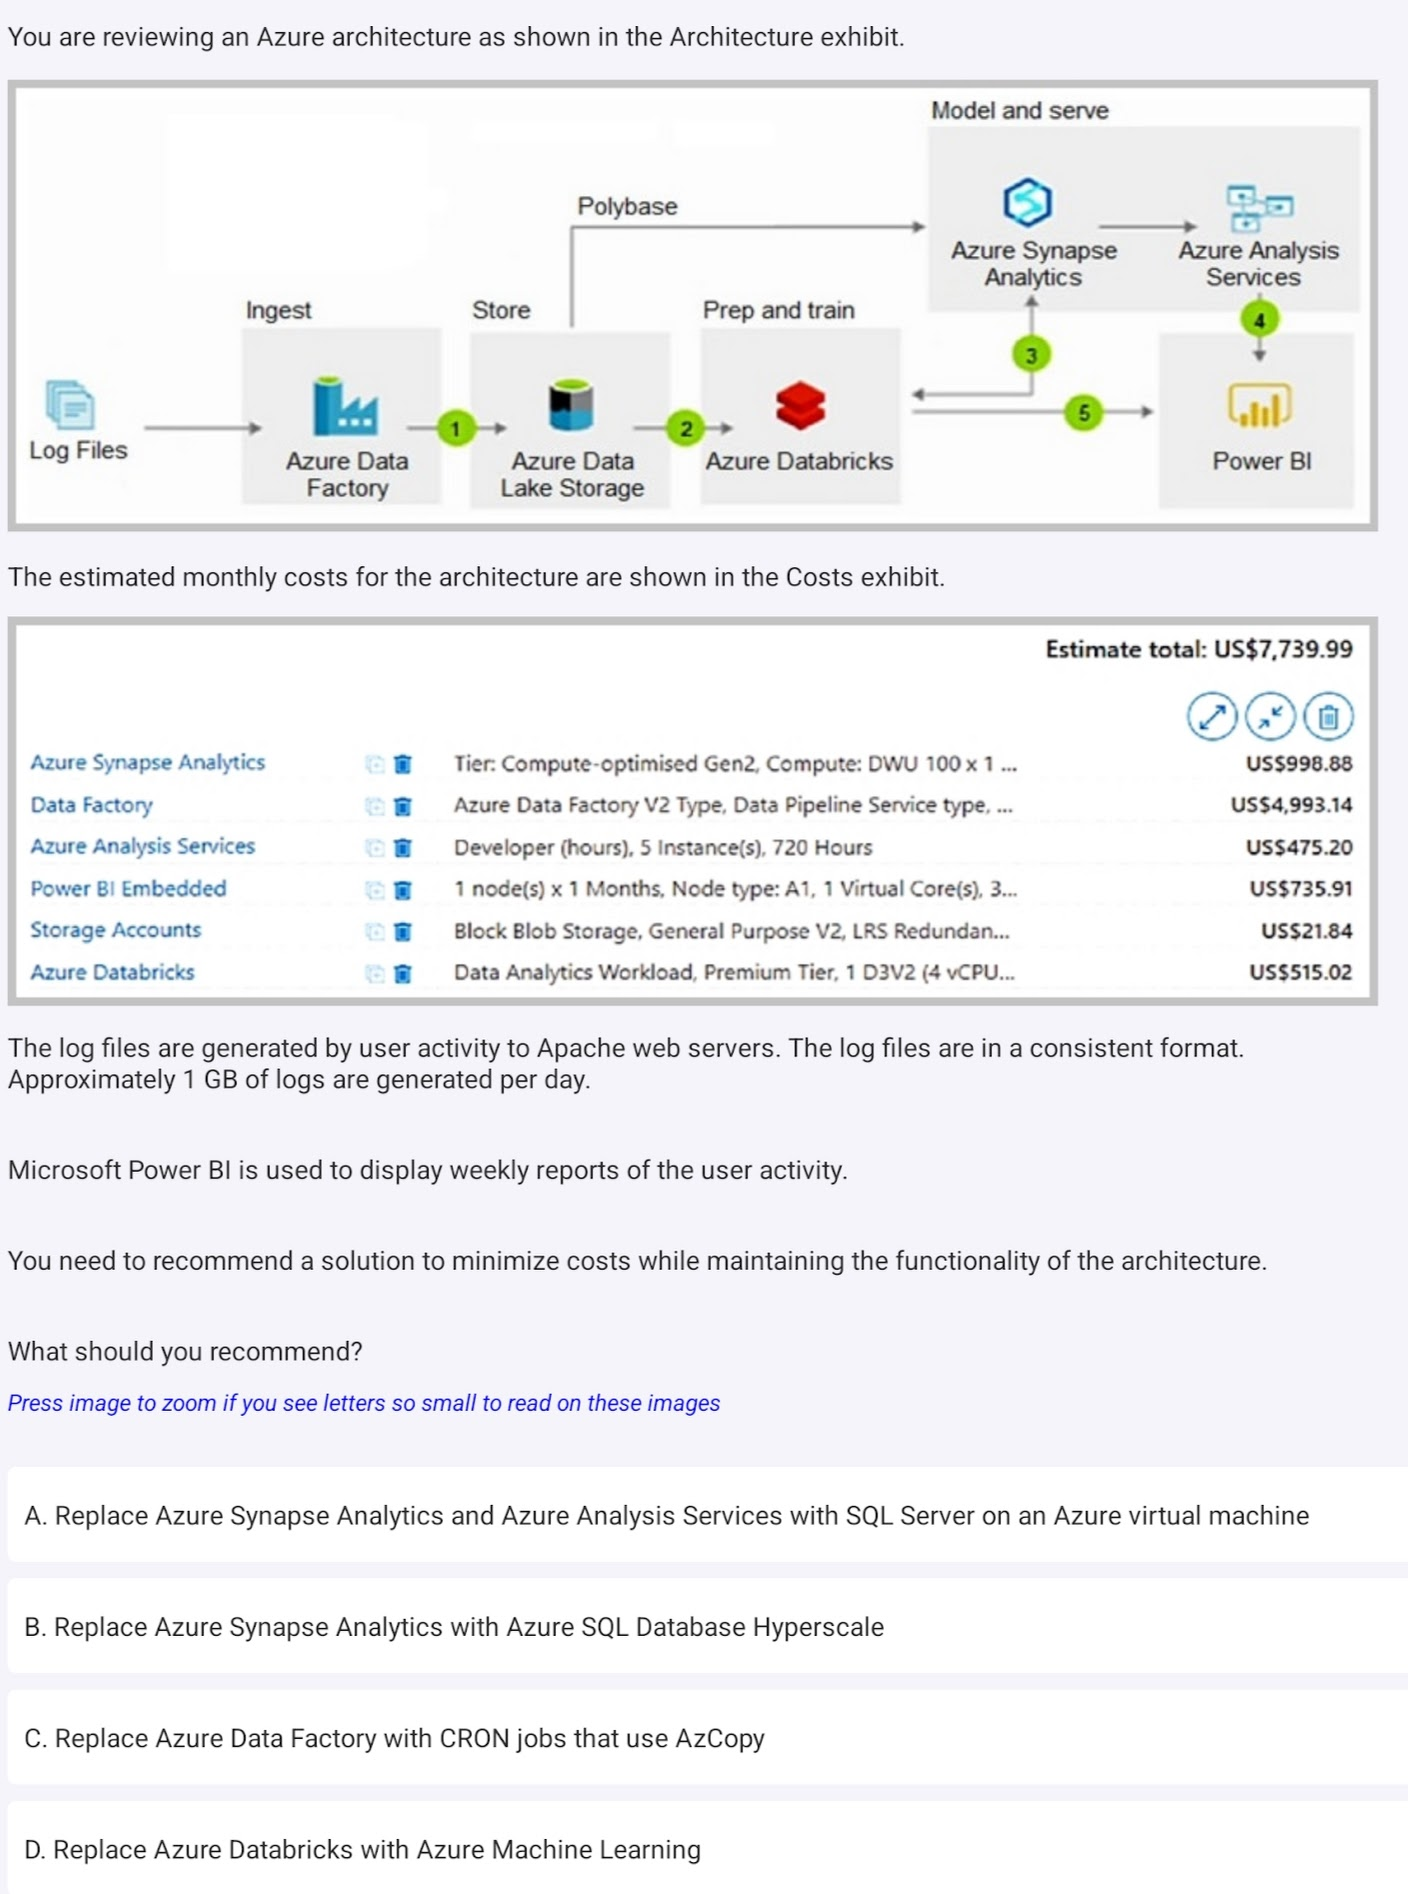 You are reviewing an Azure architecture as shown in the Architecture exhibit.
Model and serve
Polybase
Azure Synapse Analytics
Azure Analysis Services
Ingest
Store
Prep and train
4
3
Log Files
1
2
5
Azure Data Factory
Azure Data Lake Storage
Azure Databricks
Power BI
The estimated monthly costs for the architecture are shown in the Costs exhibit.
Estimate total: US$7,739.99
Azure Synapse Analytics Tier: Compute-optimised Gen2, Compute: DWU 100 x 1 ... US$998.88
Data Factory Azure Data Factory V2 Type, Data Pipeline Service type, ... US$4,993.14
Azure Analysis Services Developer (hours), 5 Instance(s), 720 Hours US$475.20
Power BI Embedded 1 node(s) x 1 Months, Node type: A1, 1 Virtual Core(s), 3... US$735.91
Storage Accounts Block Blob Storage, General Purpose V2, LRS Redundan... US$21.84
Azure Databricks Data Analytics Workload, Premium Tier, 1 D3V2 (4 vCPU... US$515.02
The log files are generated by user activity to Apache web servers. The log files are in a consistent format.
Approximately 1 GB of logs are generated per day.
Microsoft Power BI is used to display weekly reports of the user activity.
You need to recommend a solution to minimize costs while maintaining the functionality of the architecture.
What should you recommend?
Press image to zoom if you see letters so small to read on these images
A. Replace Azure Synapse Analytics and Azure Analysis Services with SQL Server on an Azure virtual machine
B. Replace Azure Synapse Analytics with Azure SQL Database Hyperscale
C. Replace Azure Data Factory with CRON jobs that use AzCopy
D. Replace Azure Databricks with Azure Machine Learning